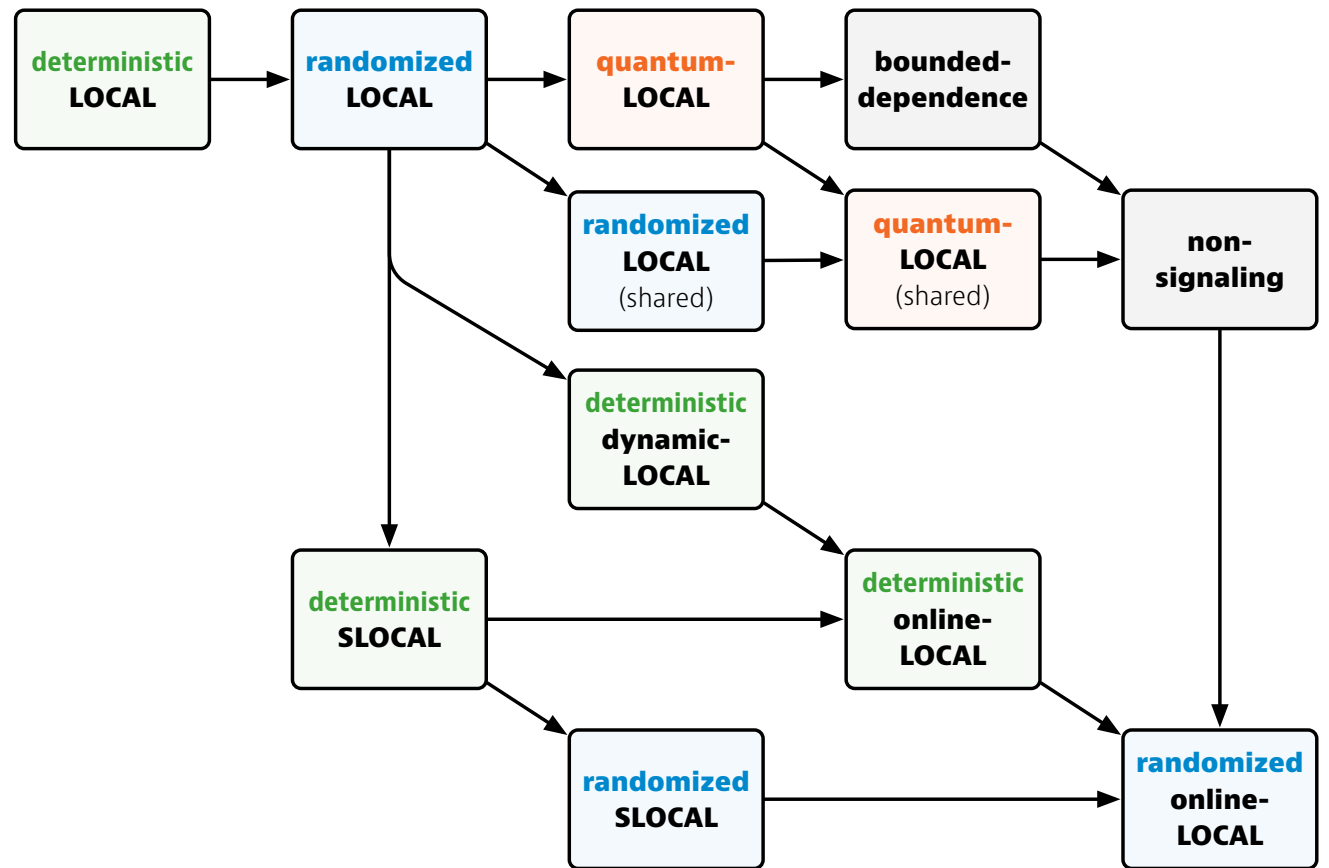 deterministic
LOCAL
randomized
LOCAL
quantum-
LOCAL
bounded-
dependence
randomized
LOCAL
(shared)
quantum-
LOCAL
(shared)
non-
signaling
deterministic
dynamic-
LOCAL
deterministic
SLOCAL
deterministic
online-
LOCAL
randomized
SLOCAL
randomized
online-
LOCAL